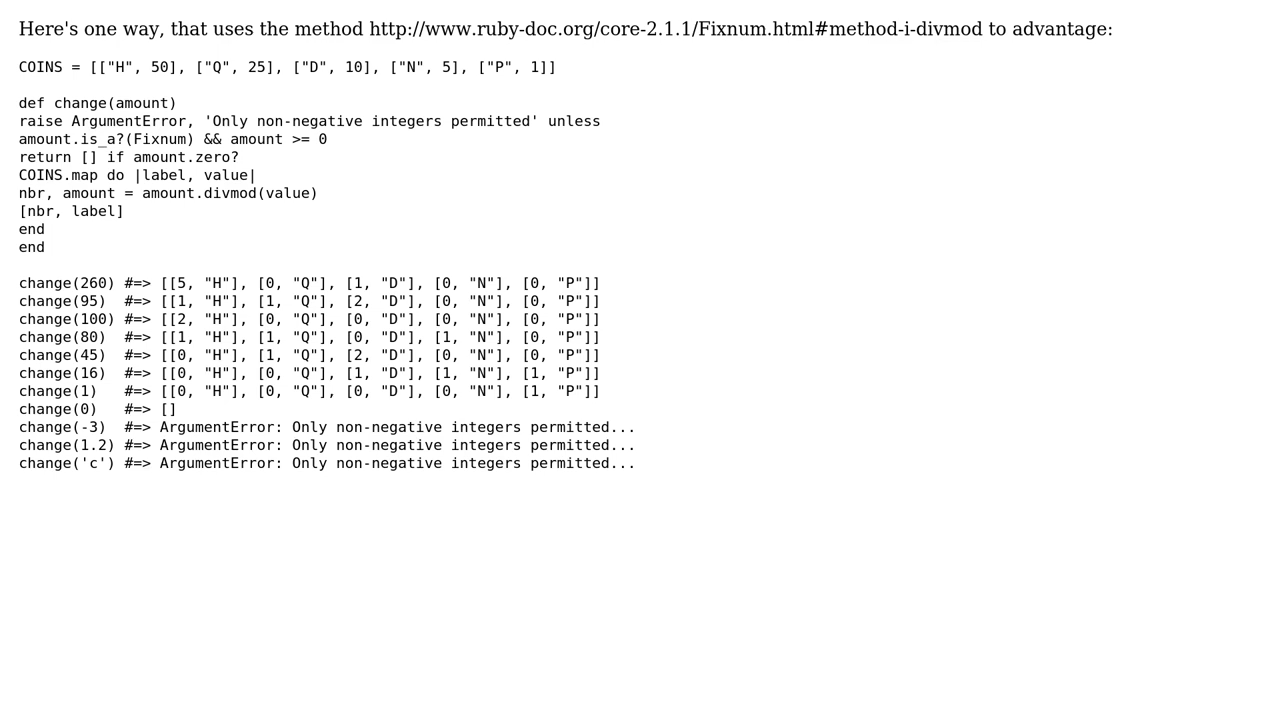 Here's one way, that uses the method http://www.ruby-doc.org/core-2.1.1/Fixnum.html#method-i-divmod to advantage:
COINS = [["H", 50], ["Q", 25], ["D", 10], ["N", 5], ["P", 1]]
def change(amount)
raise ArgumentError, 'Only non-negative integers permitted' unless
amount.is_a?(Fixnum) && amount >= 0
return [] if amount.zero?
COINS.map do |label, value|
nbr, amount = amount.divmod(value)
[nbr, label]
end
end
change(260) #=> [[5, "H"], [0, "Q"], [1, "D"], [0, "N"], [0, "P"]]
change(95)  #=> [[1, "H"], [1, "Q"], [2, "D"], [0, "N"], [0, "P"]]
change(100) #=> [[2, "H"], [0, "Q"], [0, "D"], [0, "N"], [0, "P"]]
change(80)  #=> [[1, "H"], [1, "Q"], [0, "D"], [1, "N"], [0, "P"]]
change(45)  #=> [[0, "H"], [1, "Q"], [2, "D"], [0, "N"], [0, "P"]]
change(16)  #=> [[0, "H"], [0, "Q"], [1, "D"], [1, "N"], [1, "P"]]
change(1)   #=> [[0, "H"], [0, "Q"], [0, "D"], [0, "N"], [1, "P"]]
change(0)   #=> []
change(-3)  #=> ArgumentError: Only non-negative integers permitted...
change(1.2) #=> ArgumentError: Only non-negative integers permitted...
change('c') #=> ArgumentError: Only non-negative integers permitted...